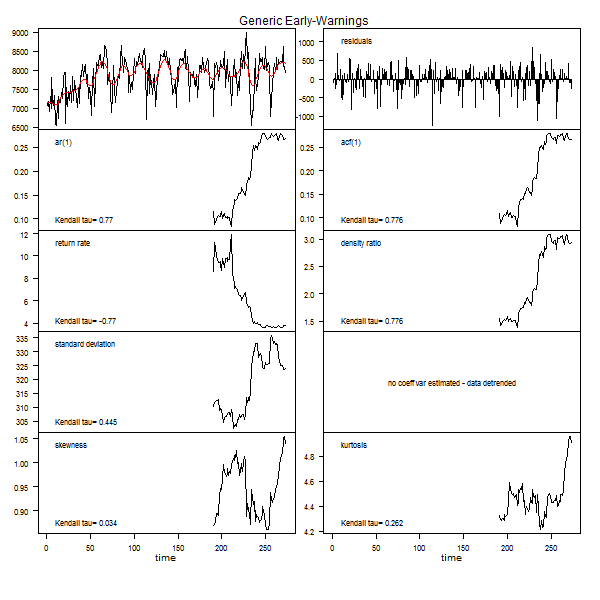 Generic Early-Warnings
9000
8500
8000
7500
7000
6500
residuals
1000
500
0
-500
-1000
ar(1)
0.25
0.20
0.15
0.10
Kendall tau= 0.77
acf(1)
0.25
0.20
0.15
0.10
Kendall tau= 0.776
return rate
12
10
8
6
4
Kendall tau= -0.77
density ratio
3.0
2.5
2.0
1.5
Kendall tau= 0.776
standard deviation
335
330
325
320
315
310
305
Kendall tau= 0.445
no coeff var estimated - data detrended
skewness
1.05
1.00
0.95
0.90
Kendall tau= 0.034
kurtosis
4.8
4.6
4.4
4.2
Kendall tau= 0.262
0 50 100 150 200 250
time
0 50 100 150 200 250
time